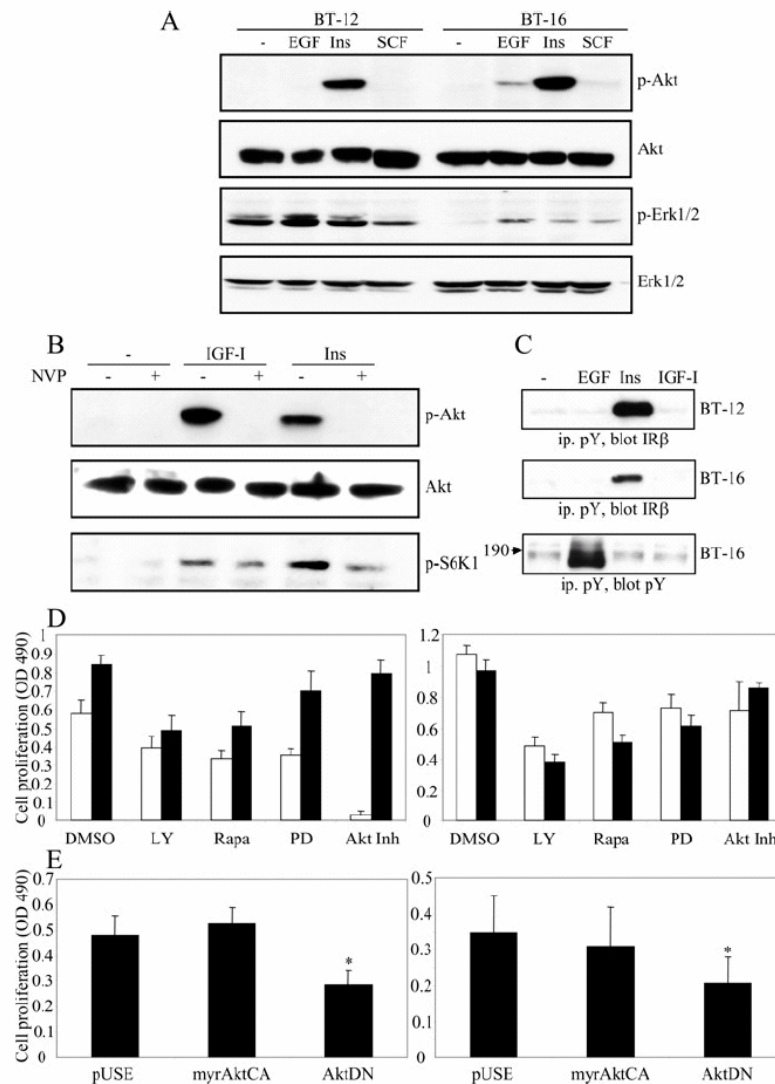 A
BT-12 BT-16
- EGF Ins SCF - EGF Ins SCF
p-Akt
Akt
p-Erk1/2
Erk1/2
B
- IGF-I Ins
NVP - + - + - +
p-Akt
Akt
p-S6K1
C
- EGF Ins IGF-I
BT-12
ip. pY, blot IRβ
BT-16
ip. pY, blot IRβ
190
BT-16
ip. pY, blot pY
D
Cell proliferation (OD 490)
1
0.9
0.8
0.7
0.6
0.5
0.4
0.3
0.2
0.1
0
DMSO LY Rapa PD Akt Inh
1.2
1
0.8
0.6
0.4
0.2
0
DMSO LY Rapa PD Akt Inh
E
Cell proliferation (OD 490)
0.7
0.6
0.5
0.4
0.3
0.2
0.1
0
*
pUSE myrAktCA AktDN
0.5
0.4
0.3
0.2
0.1
0
*
pUSE myrAktCA AktDN